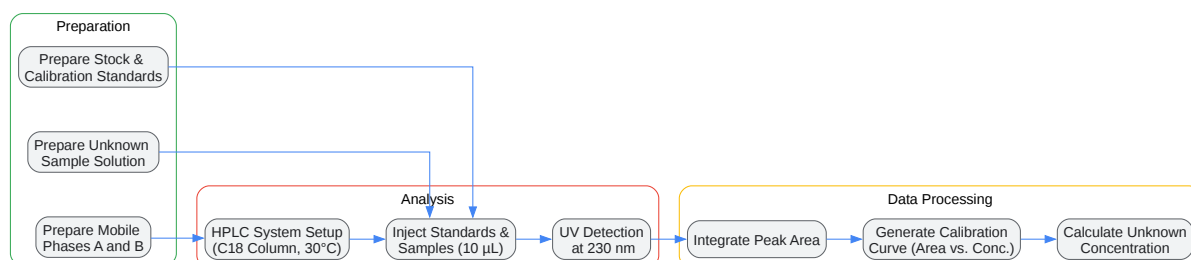 Preparation
Prepare Stock &
Calibration Standards
Prepare Unknown
Sample Solution
Prepare Mobile
Phases A and B
Analysis
HPLC System Setup
(C18 Column, 30°C)
Inject Standards &
Samples (10 µL)
UV Detection
at 230 nm
Data Processing
Integrate Peak Area
Generate Calibration
Curve (Area vs. Conc.)
Calculate Unknown
Concentration